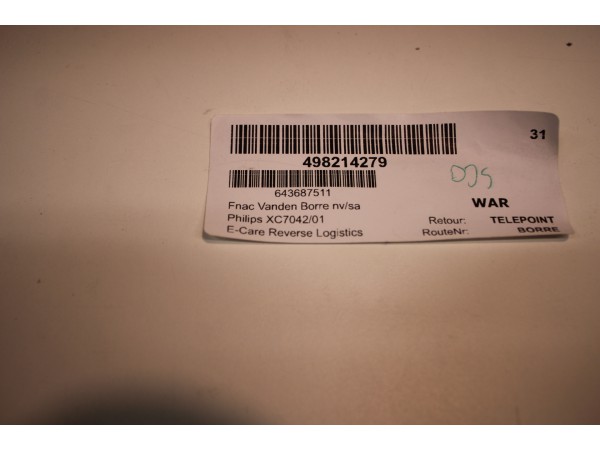 31
498214279
643687511
Fnac Vanden Borre nv/sa
WAR
Philips XC7042/01
Retour: TELEPOINT
E-Care Reverse Logistics
RouteNr: BORRE